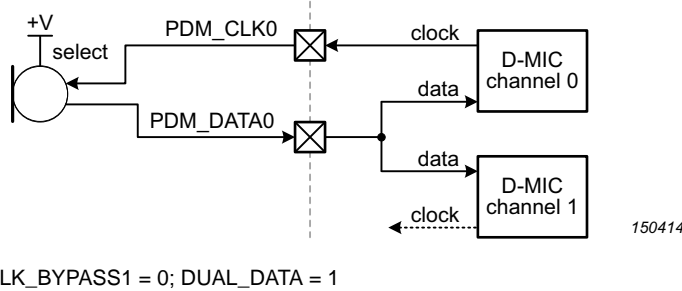 +V
select
PDM_CLK0
clock
D-MIC
channel 0
data
PDM_DATA0
data
D-MIC
channel 1
clock
150414
LK_BYPASS1 = 0; DUAL_DATA = 1